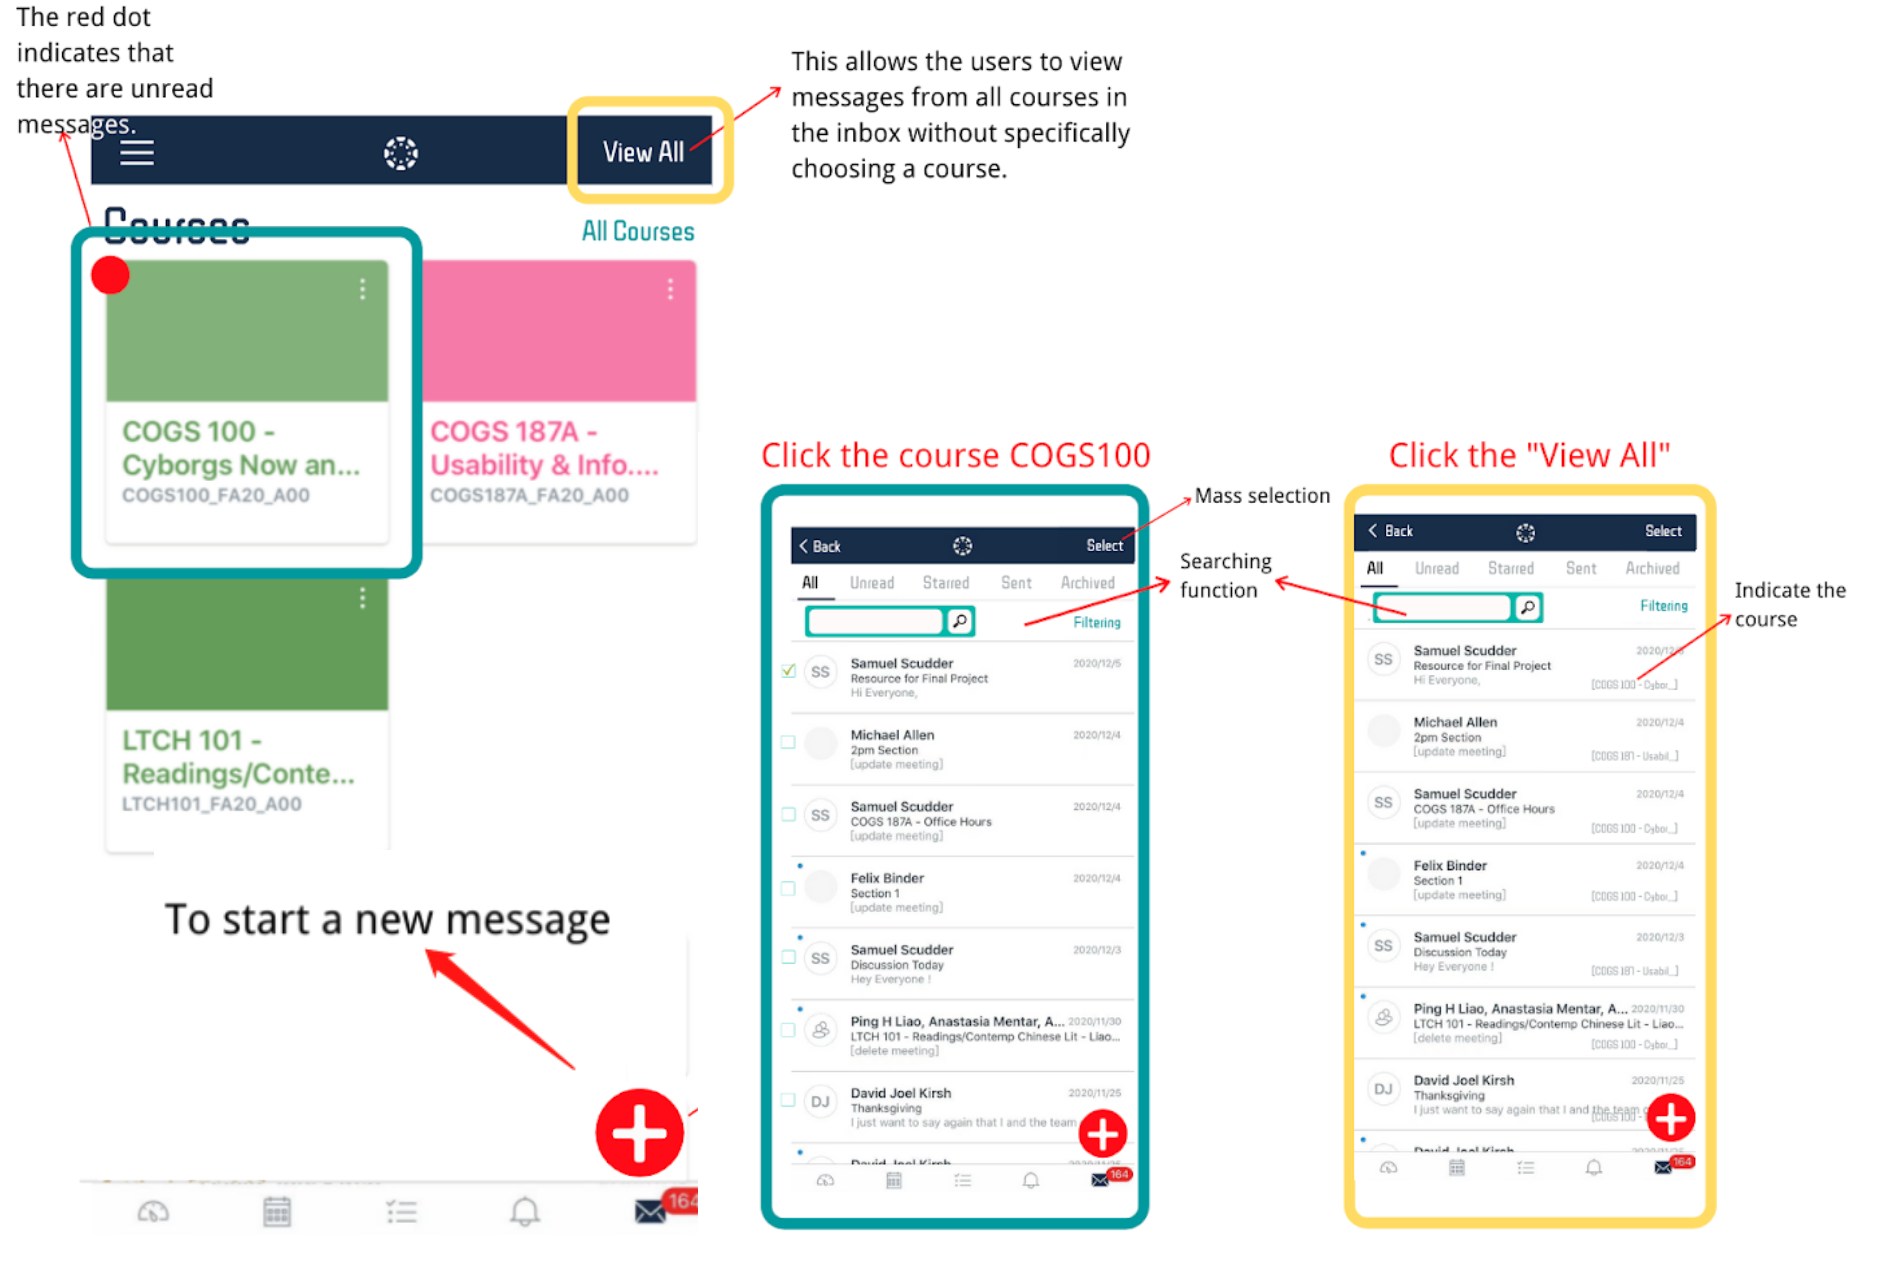 The red dot
indicates that
there are unread
messages.
View All
This allows the users to view
messages from all courses in
the inbox without specifically
choosing a course.
Courses
All Courses
COGS 100 -
Cyborgs Now an...
COGS100_FA20_A00
COGS 187A -
Usability & Info....
COGS187A_FA20_A00
LTCH 101 -
Readings/Conte...
LTCH101_FA20_A00
To start a new message
164
Click the course COGS100
Mass selection
Searching
function
Back
Select
All Unread Starred Sent Archived
Filtering
Samuel Scudder 2020/12/5
Resource for Final Project
Hi Everyone,
Michael Allen 2020/12/4
2pm Section
[update meeting]
SS Samuel Scudder 2020/12/4
COGS 187A - Office Hours
[update meeting]
Felix Binder 2020/12/4
Section 1
[update meeting]
SS Samuel Scudder 2020/12/3
Discussion Today
Hey Everyone !
Ping H Liao, Anastasia Mentar, A... 2020/11/30
LTCH 101 - Readings/Contemp Chinese Lit - Liao...
[delete meeting]
DJ David Joel Kirsh 2020/11/25
Thanksgiving
I just want to say again that I and the team
David Joel Kirsh
164
Click the "View All"
Indicate the
course
Back
Select
All Unread Starred Sent Archived
Filtering
SS Samuel Scudder
Resource for Final Project
Hi Everyone,
[COGS 100 - Cybor...]
Michael Allen 2020/12/4
2pm Section
[update meeting]
[COGS 187 - Usabil...]
SS Samuel Scudder 2020/12/4
COGS 187A - Office Hours
[update meeting]
[COGS 100 - Cybor...]
Felix Binder 2020/12/4
Section 1
[update meeting]
[COGS 100 - Cybor...]
SS Samuel Scudder 2020/12/3
Discussion Today
Hey Everyone !
[COGS 187 - Usabil...]
Ping H Liao, Anastasia Mentar, A... 2020/11/30
LTCH 101 - Readings/Contemp Chinese Lit - Liao...
[delete meeting]
[COGS 100 - Cybor...]
DJ David Joel Kirsh 2020/11/25
Thanksgiving
I just want to say again that I and the team
David Joel Kirsh
164